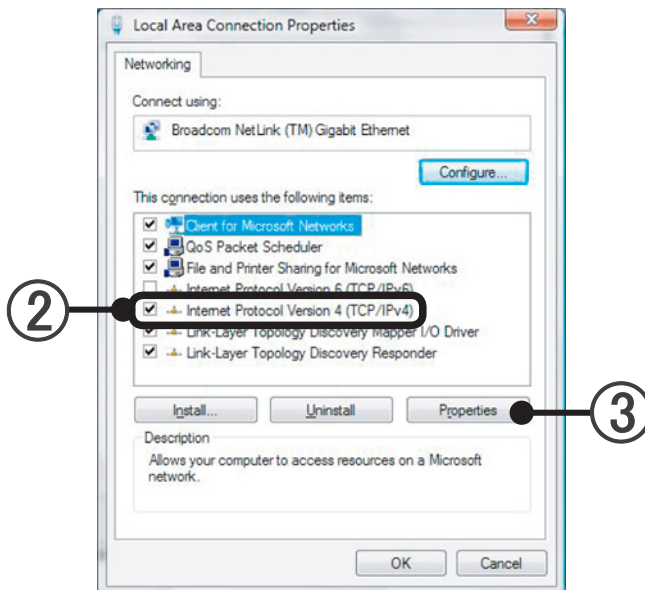 Local Area Connection Properties
Networking
Connect using:
Broadcom NetLink (TM) Gigabit Ethernet
Configure...
This connection uses the following items:
Client for Microsoft Networks
QoS Packet Scheduler
File and Printer Sharing for Microsoft Networks
Internet Protocol Version 6 (TCP/IPv6)
② Internet Protocol Version 4 (TCP/IPv4)
Link-Layer Topology Discovery Mapper I/O Driver
Link-Layer Topology Discovery Responder
Install... Uninstall Properties ③
Description
Allows your computer to access resources on a Microsoft
network.
OK Cancel